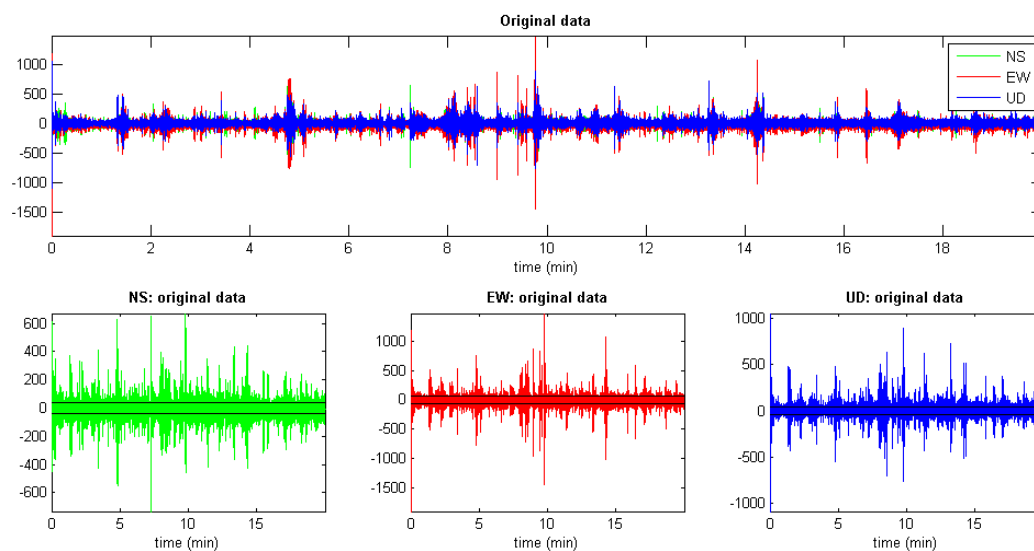 Original data
1000
500
0
-500
-1000
-1500
NS
EW
UD
0 2 4 6 8 10 12 14 16 18
time (min)
NS: original data
600
400
200
0
-200
-400
-600
0 5 10 15
time (min)
EW: original data
1000
500
0
-500
-1000
-1500
0 5 10 15
time (min)
UD: original data
1000
500
0
-500
-1000
0 5 10 15
time (min)